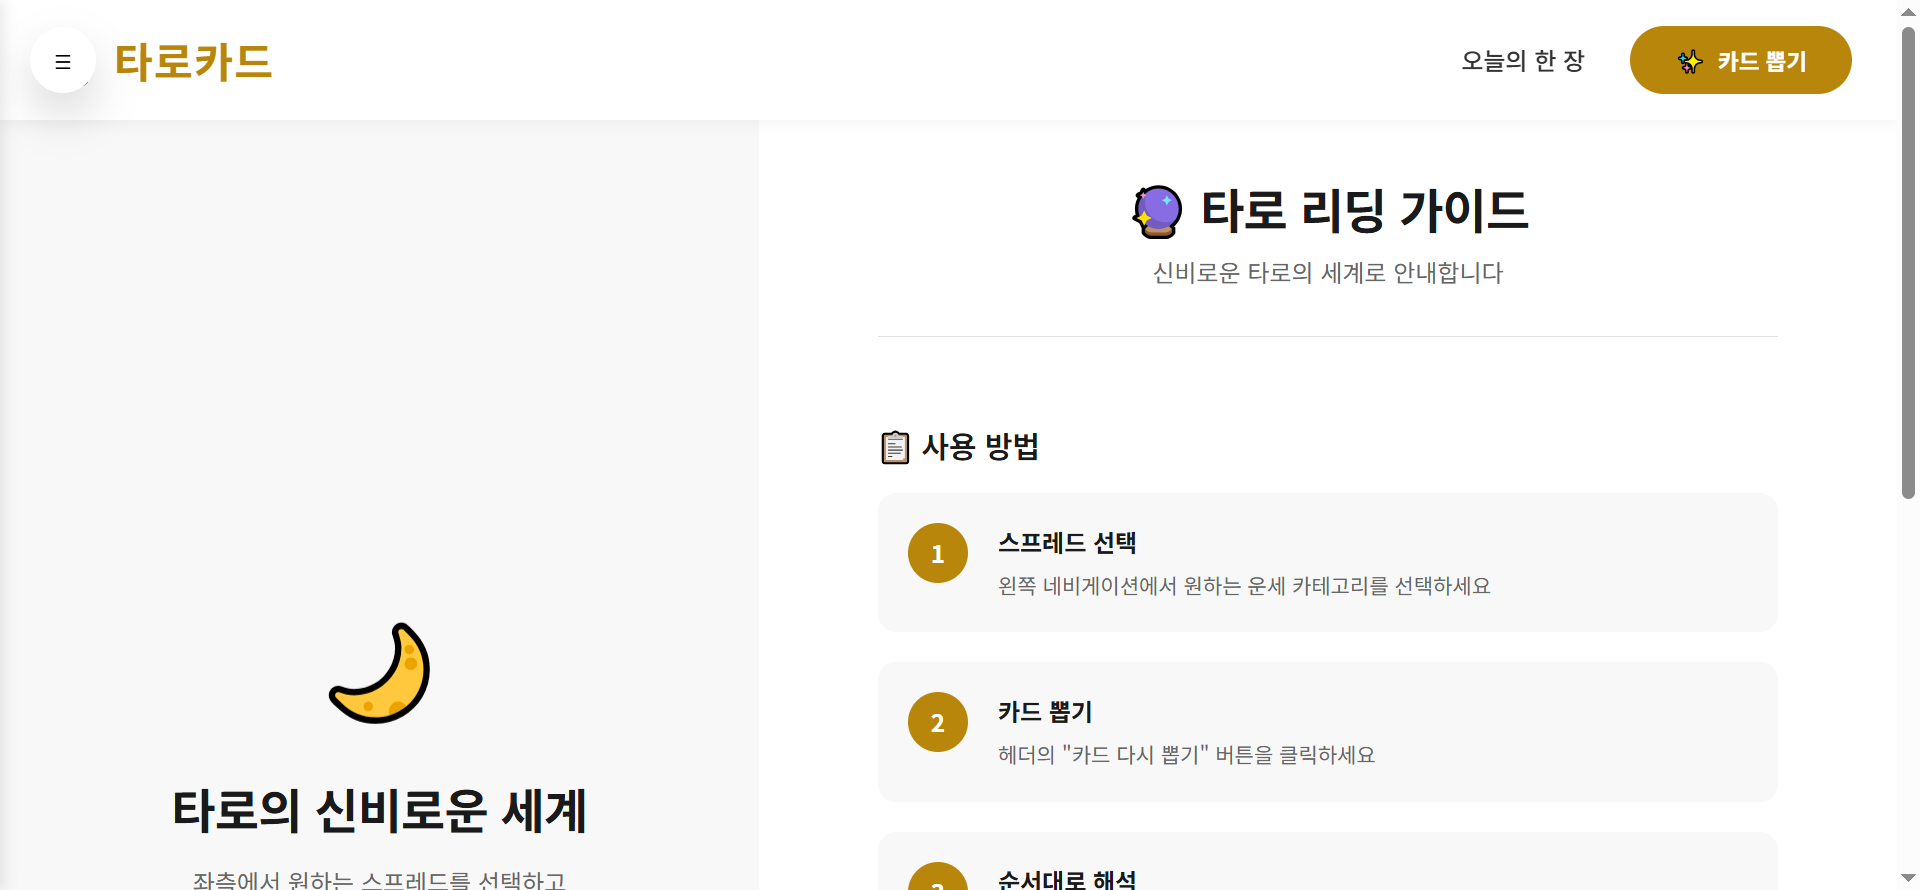 타로카드
오늘의 한 장
카드 뽑기
타로 리딩 가이드
신비로운 타로의 세계로 안내합니다
사용 방법
1
스프레드 선택
왼쪽 네비게이션에서 원하는 운세 카테고리를 선택하세요
2
카드 뽑기
헤더의 "카드 다시 뽑기" 버튼을 클릭하세요
3
순서대로 해석
타로의 신비로운 세계
좌측에서 원하는 스프레드를 선택하고